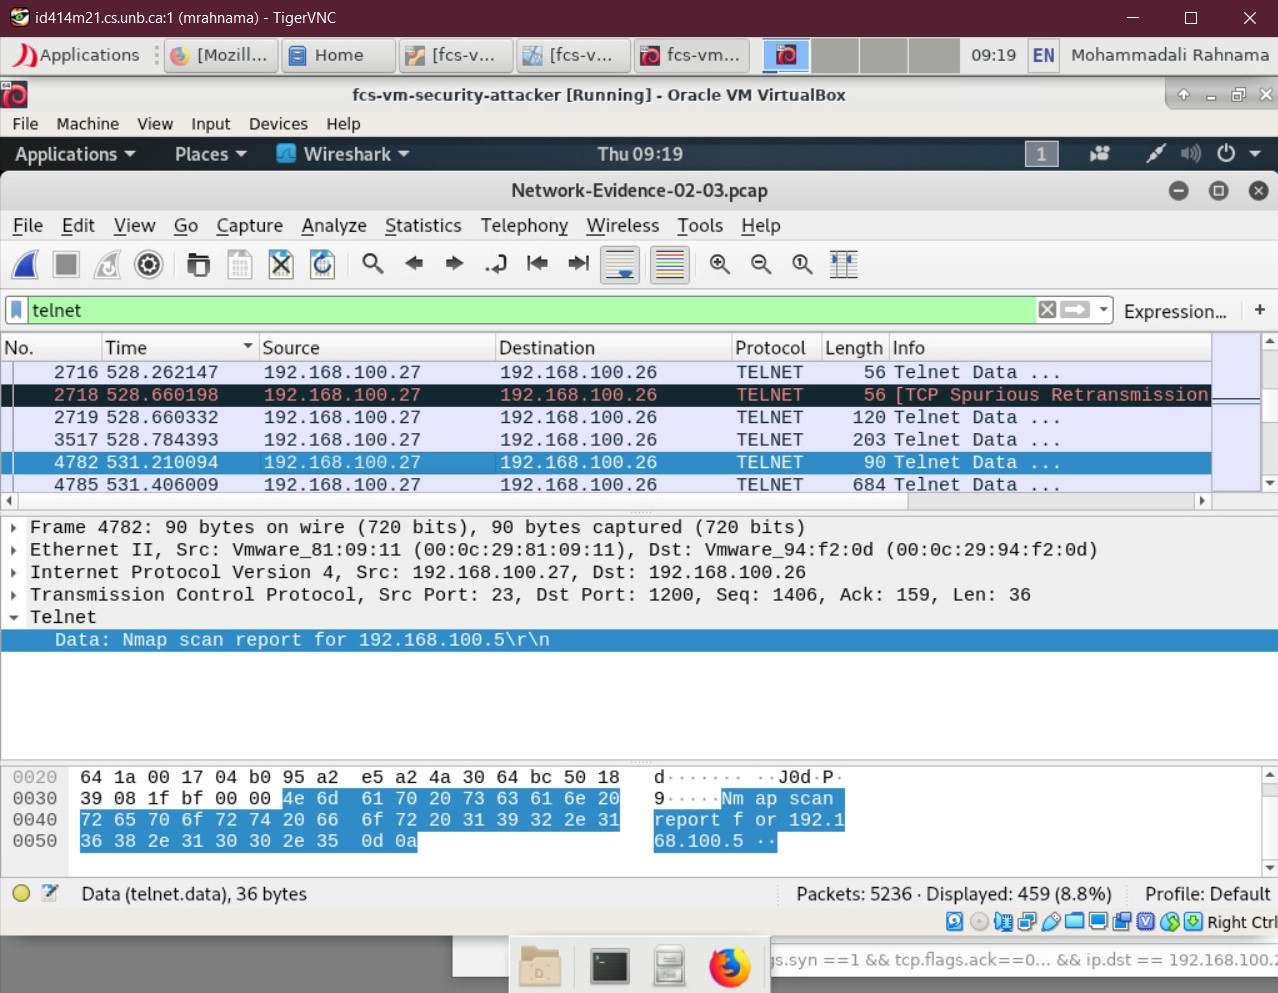 id414m21.cs.unb.ca:1 (mrahnama) - TigerVNC
Applications [Mozill... Home [fcs-v... [fcs-v... fcs-vm... 09:19 EN Mohammadali Rahnama
fcs-vm-security-attacker [Running] - Oracle VM VirtualBox
File Machine View Input Devices Help
Applications Places Wireshark Thu 09:19 1
Network-Evidence-02-03.pcap
File Edit View Go Capture Analyze Statistics Telephony Wireless Tools Help
telnet Expression... +
No. Time Source Destination Protocol Length Info
2716 528.262147 192.168.100.27 192.168.100.26 TELNET 56 Telnet Data ...
2718 528.660198 192.168.100.27 192.168.100.26 TELNET 56 [TCP Spurious Retransmission
2719 528.660332 192.168.100.27 192.168.100.26 TELNET 120 Telnet Data ...
3517 528.784393 192.168.100.27 192.168.100.26 TELNET 203 Telnet Data ...
4782 531.210094 192.168.100.27 192.168.100.26 TELNET 90 Telnet Data ...
4785 531.406009 192.168.100.27 192.168.100.26 TELNET 684 Telnet Data ...
Frame 4782: 90 bytes on wire (720 bits), 90 bytes captured (720 bits)
Ethernet II, Src: Vmware_81:09:11 (00:0c:29:81:09:11), Dst: Vmware_94:f2:0d (00:0c:29:94:f2:0d)
Internet Protocol Version 4, Src: 192.168.100.27, Dst: 192.168.100.26
Transmission Control Protocol, Src Port: 23, Dst Port: 1200, Seq: 1406, Ack: 159, Len: 36
Telnet
Data: Nmap scan report for 192.168.100.5\r\n
0020 64 1a 00 17 04 b0 95 a2 e5 a2 4a 30 64 bc 50 18 d······· ··J0d·P·
0030 39 08 1f bf 00 00 4e 6d 61 70 20 73 63 61 6e 20 9·····Nm ap scan
0040 72 65 70 6f 72 74 20 66 6f 72 20 31 39 32 2e 31 report f or 192.1
0050 36 38 2e 31 30 30 2e 35 0d 0a 68.100.5 ··
Data (telnet.data), 36 bytes Packets: 5236 · Displayed: 459 (8.8%) Profile: Default
Right Ctrl
gs.syn ==1 && tcp.flags.ack==0... && ip.dst == 192.168.100.2